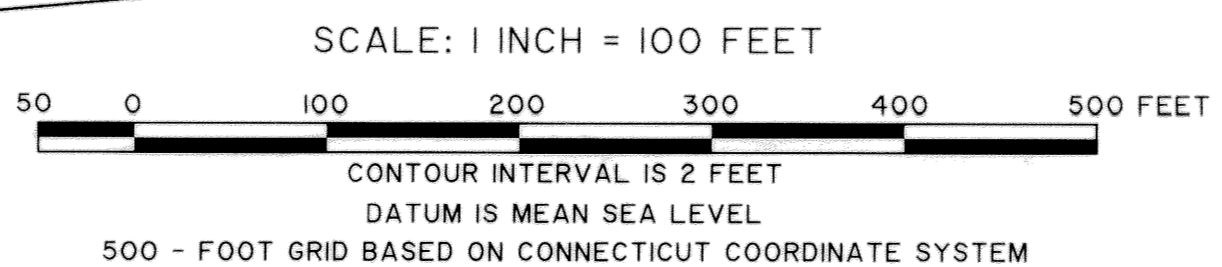 SCALE: 1 INCH = 100 FEET
50 0 100 200 300 400 500 FEET
CONTOUR INTERVAL IS 2 FEET
DATUM IS MEAN SEA LEVEL
500 - FOOT GRID BASED ON CONNECTICUT COORDINATE SYSTEM